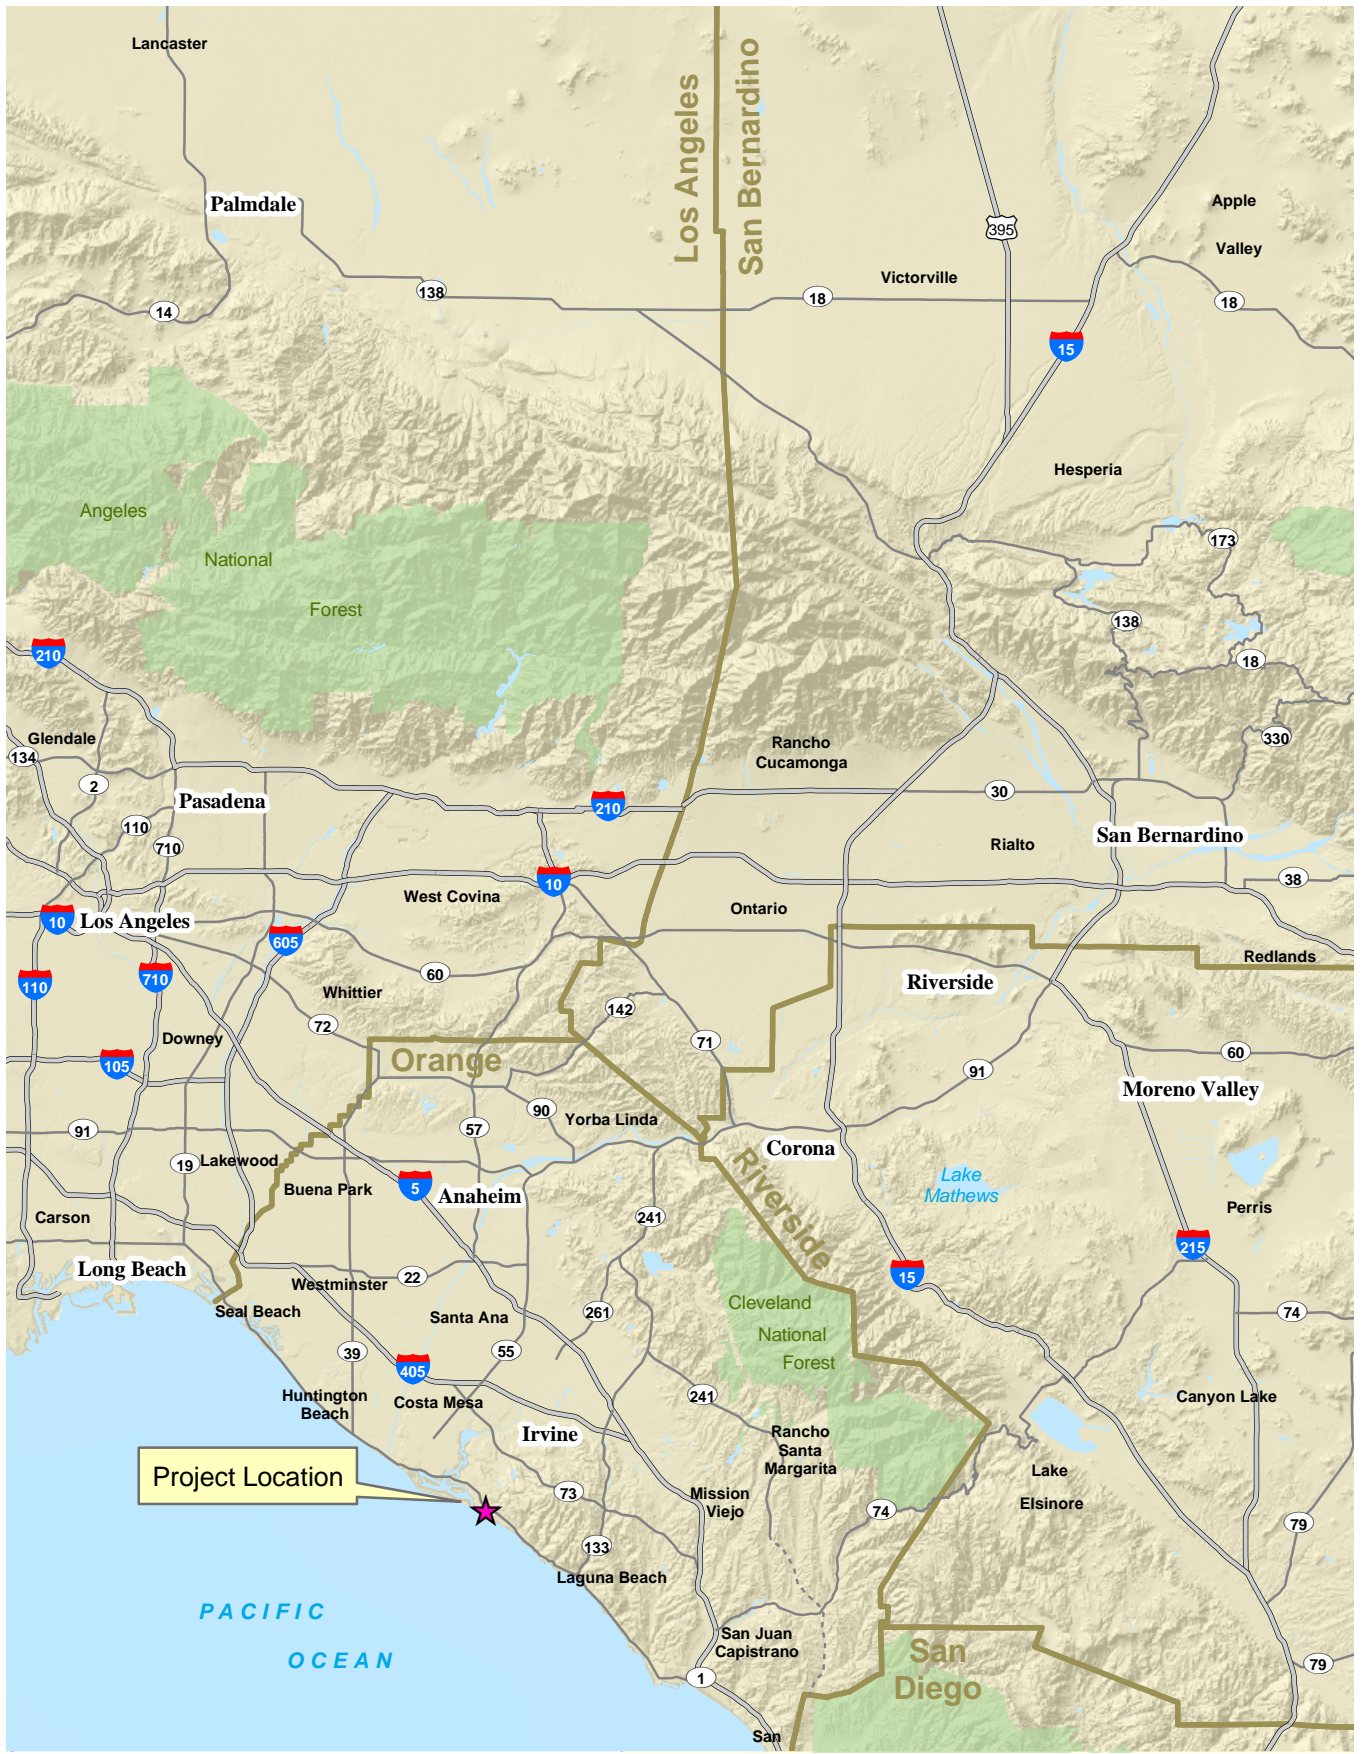 Lancaster
Los Angeles
San Bernardino
Palmdale
Apple
Valley
395
Victorville
138
18
18
14
15
Hesperia
Angeles
National
Forest
173
138
18
210
330
Glendale
134
2
Rancho
Cucamonga
Pasadena
210
30
110
710
San Bernardino
Rialto
10
38
West Covina
Ontario
10
Los Angeles
605
Redlands
60
110
710
Riverside
Whittier
142
72
Downey
71
60
105
Orange
91
Moreno Valley
90
Yorba Linda
57
91
Corona
19
Lakewood
Buena Park
5
Anaheim
Riverside
Lake
Mathews
Carson
241
Perris
215
Long Beach
22
15
Westminster
Seal Beach
Santa Ana
261
Cleveland
National
Forest
74
39
55
405
Huntington
Beach
Costa Mesa
241
Canyon Lake
Irvine
Rancho
Santa
Margarita
Project Location
Lake
Elsinore
73
Mission
Viejo
74
79
133
Laguna Beach
PACIFIC
OCEAN
San Juan
Capistrano
San
Diego
79
1
San